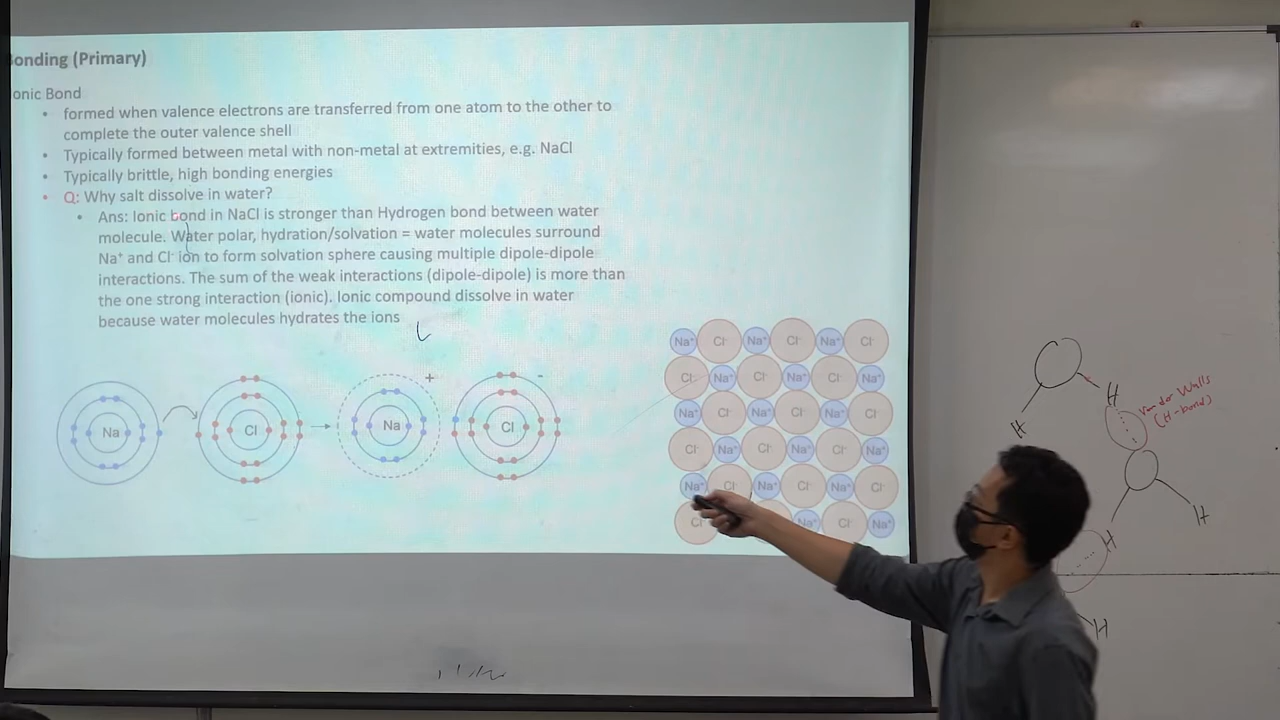 onding (Primary)
onic Bond
• formed when valence electrons are transferred from one atom to the other to
complete the outer valence shell
• Typically formed between metal with non-metal at extremities, e.g. NaCl
• Typically brittle, high bonding energies
• Q: Why salt dissolve in water?
• Ans: Ionic bond in NaCl is stronger than Hydrogen bond between water
molecule. Water polar, hydration/solvation = water molecules surround
Na⁺ and Cl⁻ ion to form solvation sphere causing multiple dipole-dipole
interactions. The sum of the weak interactions (dipole-dipole) is more than
the one strong interaction (ionic). Ionic compound dissolve in water
because water molecules hydrates the ions
Na Cl Na + Cl -
Na⁺ Cl⁻ Na⁺ Cl⁻ Na⁺ Cl⁻
Cl⁻ Na⁺ Cl⁻ Na⁺ Cl⁻ Na⁺
Na⁺ Cl⁻ Na⁺ Cl⁻ Na⁺ Cl⁻
Cl⁻ Na⁺ Cl⁻ Na⁺ Cl⁻ Na⁺
Na⁺ Cl⁻ Na⁺ Cl⁻ Na⁺ Cl⁻
Cl Na⁺ Cl⁻ Na⁺
H
H
Van der Walls
(H-bond)
H
H
H